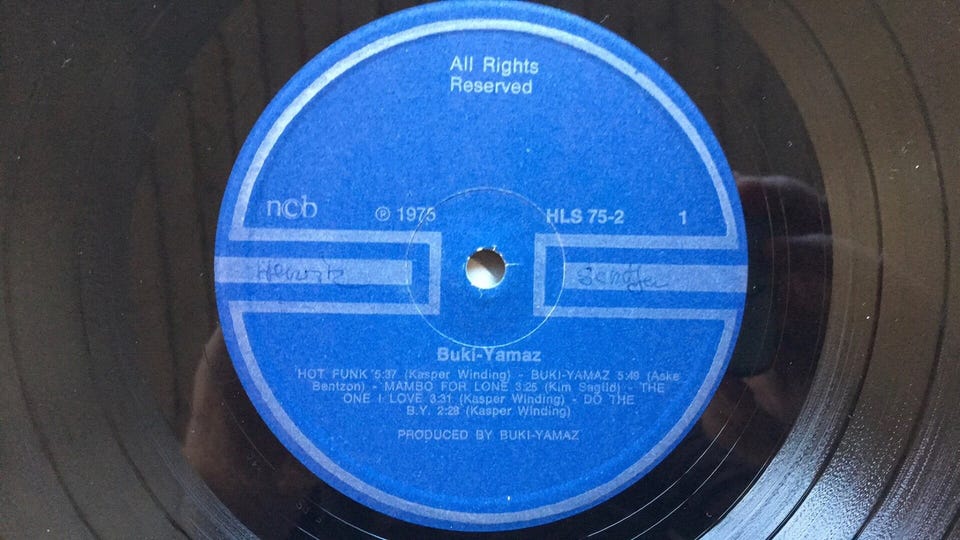 All Rights
Reserved
ncb ℗ 1975 HLS 75-2 1
Buki-Yamaz
HOT FUNK 5:37 (Kasper Winding) - BUKI-YAMAZ 5:49 (Aske
Bentzon) - MAMBO FOR LONE 3:25 (Kim Sagild) - THE
ONE I LOVE 3:31 (Kasper Winding) - DO THE
B.Y. 2:28 (Kasper Winding)
PRODUCED BY BUKI-YAMAZ